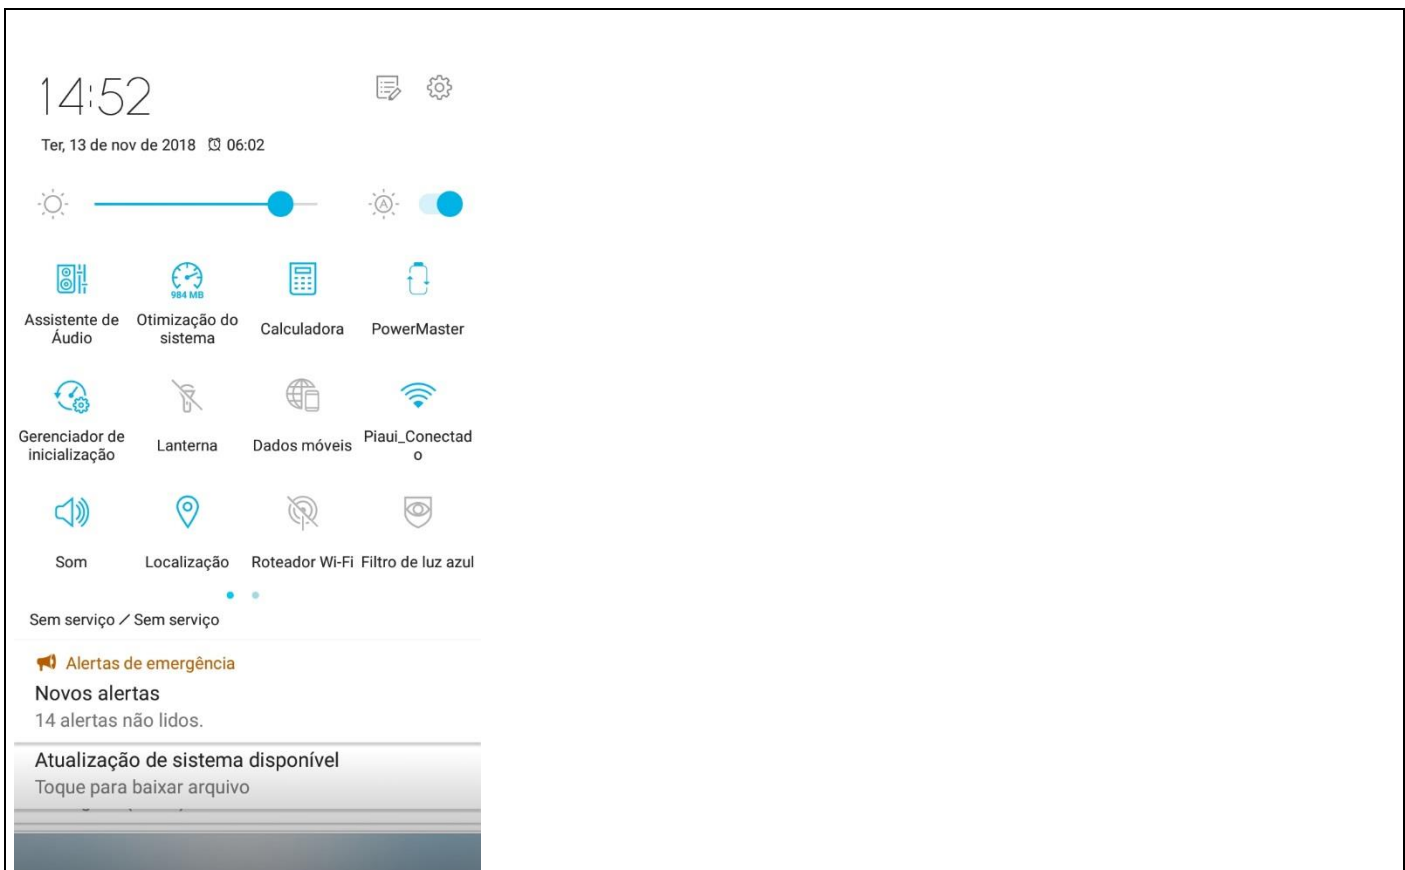 14:52
Ter, 13 de nov de 2018 06:02
A
984 MB
Assistente de Áudio
Otimização do sistema
Calculadora
PowerMaster
Gerenciador de inicialização
Lanterna
Dados móveis
Piaui_Conectad
o
Som
Localização
Roteador Wi-Fi
Filtro de luz azul
Sem serviço / Sem serviço
Alertas de emergência
Novos alertas
14 alertas não lidos.
Atualização de sistema disponível
Toque para baixar arquivo